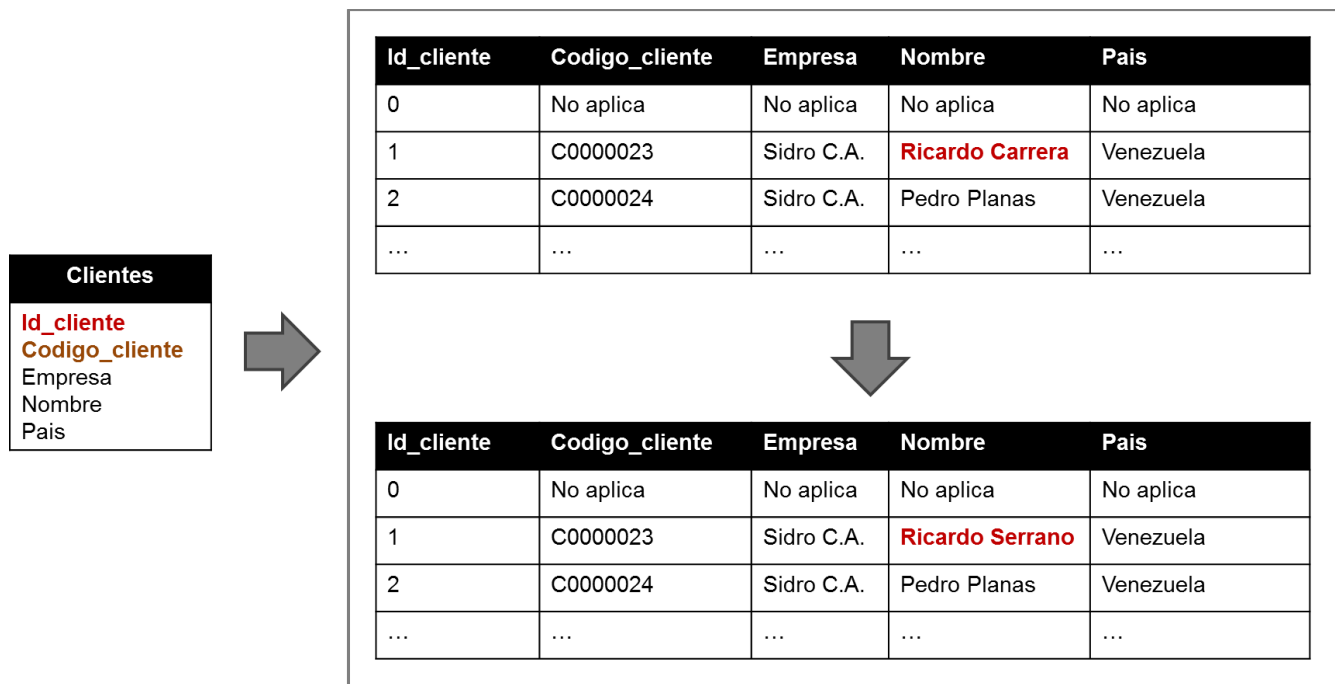 Clientes
Id_cliente
Codigo_cliente
Empresa
Nombre
Pais
Id_cliente Codigo_cliente Empresa Nombre Pais
0 No aplica No aplica No aplica No aplica
1 C0000023 Sidro C.A. Ricardo Carrera Venezuela
2 C0000024 Sidro C.A. Pedro Planas Venezuela
… … … … …
Id_cliente Codigo_cliente Empresa Nombre Pais
0 No aplica No aplica No aplica No aplica
1 C0000023 Sidro C.A. Ricardo Serrano Venezuela
2 C0000024 Sidro C.A. Pedro Planas Venezuela
… … … … …